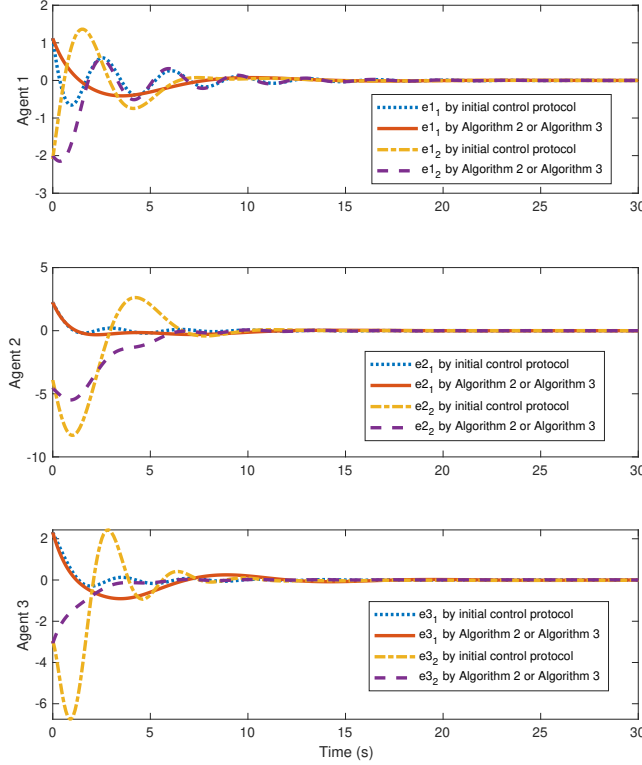 2
1
0
-1
-2
-3
Agent 1
e1₁ by initial control protocol
e1₁ by Algorithm 2 or Algorithm 3
e1₂ by initial control protocol
e1₂ by Algorithm 2 or Algorithm 3
0 5 10 15 20 25 30
5
0
-5
-10
Agent 2
e2₁ by initial control protocol
e2₁ by Algorithm 2 or Algorithm 3
e2₂ by initial control protocol
e2₂ by Algorithm 2 or Algorithm 3
0 5 10 15 20 25 30
2
0
-2
-4
-6
Agent 3
e3₁ by initial control protocol
e3₁ by Algorithm 2 or Algorithm 3
e3₂ by initial control protocol
e3₂ by Algorithm 2 or Algorithm 3
0 5 10 15 20 25 30
Time (s)